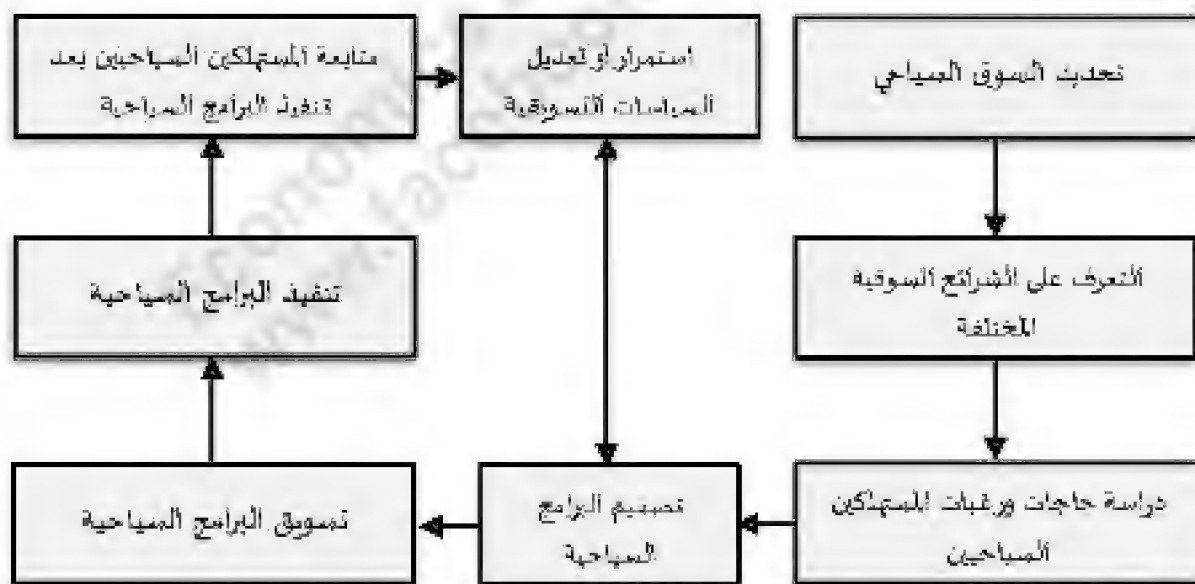 تحديد السوق السياحي
التعرف على الشرائح السوقية
المختلفة
دراسة حاجات ورغبات المستهلكين
السياحيين
تصميم البرامج
السياحية
تسويق البرامج السياحية
تنفيذ البرامج السياحية
متابعة المستهلكين السياحيين بعد
تنفيذ البرامج السياحية
استمرار أو تعديل
السياسات التسويقية